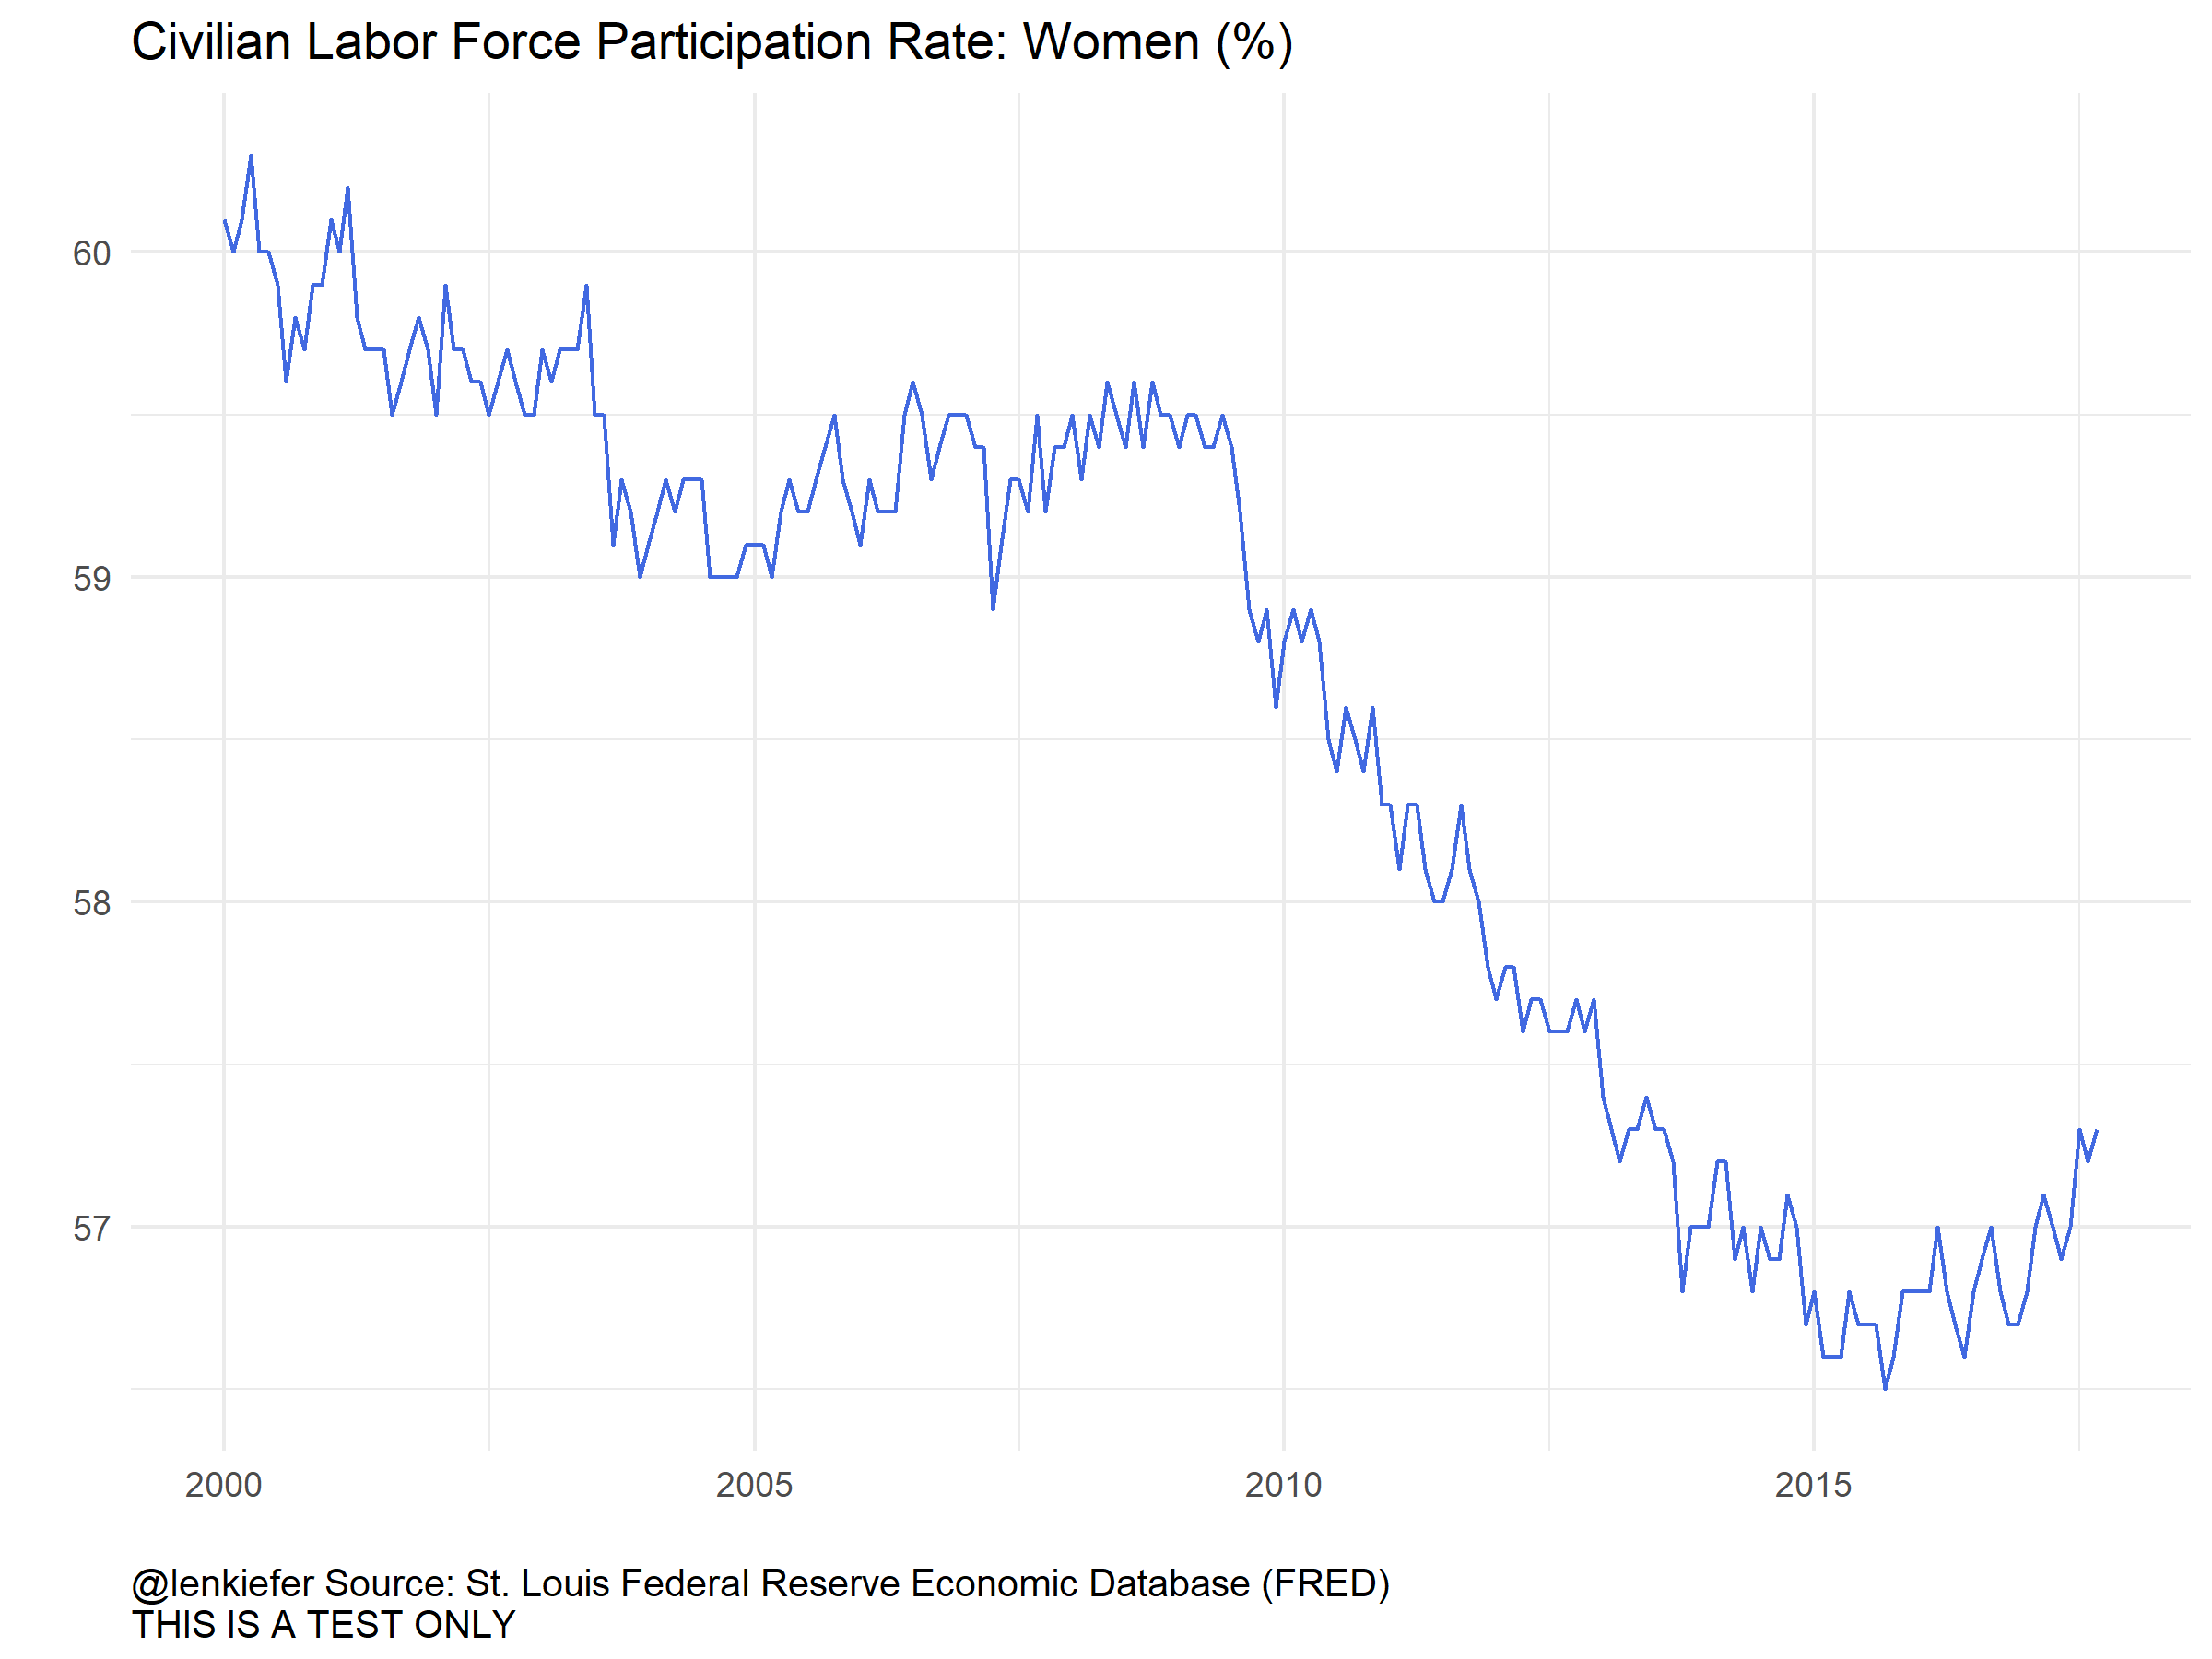 Civilian Labor Force Participation Rate: Women (%)
60
59
58
57
2000 2005 2010 2015
@lenkiefer Source: St. Louis Federal Reserve Economic Database (FRED)
THIS IS A TEST ONLY